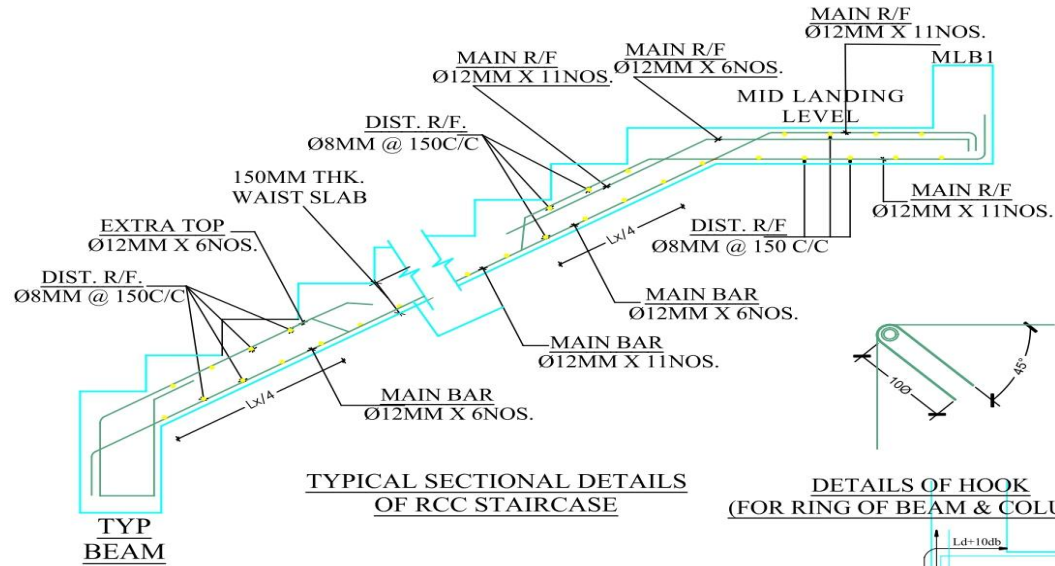 MAIN R/F
Ø12MM X 11NOS.
MLB1
MAIN R/F
Ø12MM X 11NOS.
MAIN R/F
Ø12MM X 6NOS.
MID LANDING
LEVEL
DIST. R/F.
Ø8MM @ 150C/C
150MM THK.
WAIST SLAB
MAIN R/F
Ø12MM X 11NOS.
EXTRA TOP
Ø12MM X 6NOS.
Lx/4
DIST. R/F
Ø8MM @ 150 C/C
DIST. R/F.
Ø8MM @ 150C/C
MAIN BAR
Ø12MM X 6NOS.
MAIN BAR
Ø12MM X 11NOS.
Lx/4
MAIN BAR
Ø12MM X 6NOS.
10Ø
45°
TYPICAL SECTIONAL DETAILS
OF RCC STAIRCASE
TYP
BEAM
DETAILS OF HOOK
(FOR RING OF BEAM & COLU
Ld+10db